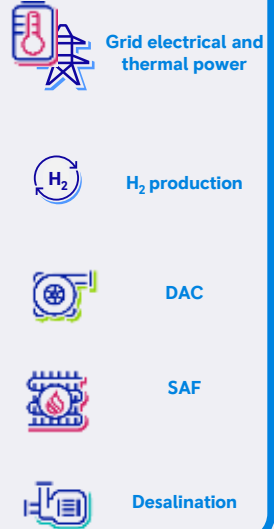 Grid electrical and
thermal power
H₂
H₂ production
DAC
SAF
Desalination